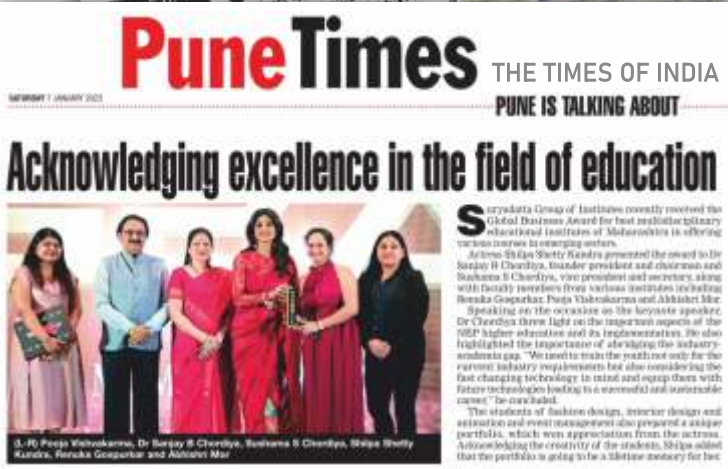 Pune Times
THE TIMES OF INDIA
SATURDAY 7 JANUARY 2023
PUNE IS TALKING ABOUT
Acknowledging excellence in the field of education
Suryadatta Group of Institutes recently received the
Global Business Award for best multidisciplinary
educational institutes of Maharashtra in offering
various courses in emerging sectors.
Actress Shilpa Shetty Kundra presented the award to Dr
Sanjay B Chordiya, founder president and chairman and
Sushama S Chordiya, vice president and secretary, along
with faculty members from various institutes including
Renuka Gospurkar, Pooja Vishvakarma and Abhishri Mor.
Speaking on the occasion as the keynote speaker,
Dr Chordiya threw light on the important aspects of the
NEP higher education and its implementation. He also
highlighted the importance of abridging the industry-
academia gap. "We need to train the youth not only for the
current industry requirements but also considering the
fast changing technology in mind and equip them with
future technologies leading to a successful and sustainable
career," he concluded.
The students of fashion design, interior design and
animation and event management also prepared a unique
portfolio, which won appreciation from the actress.
Acknowledging the creativity of the students, Shilpa added
that the portfolio is going to be a lifetime memory for her.
(L-R) Pooja Vishvakarma, Dr Sanjay B Chordiya, Sushama S Chordiya, Shilpa Shetty
Kundra, Renuka Gospurkar and Abhishri Mor